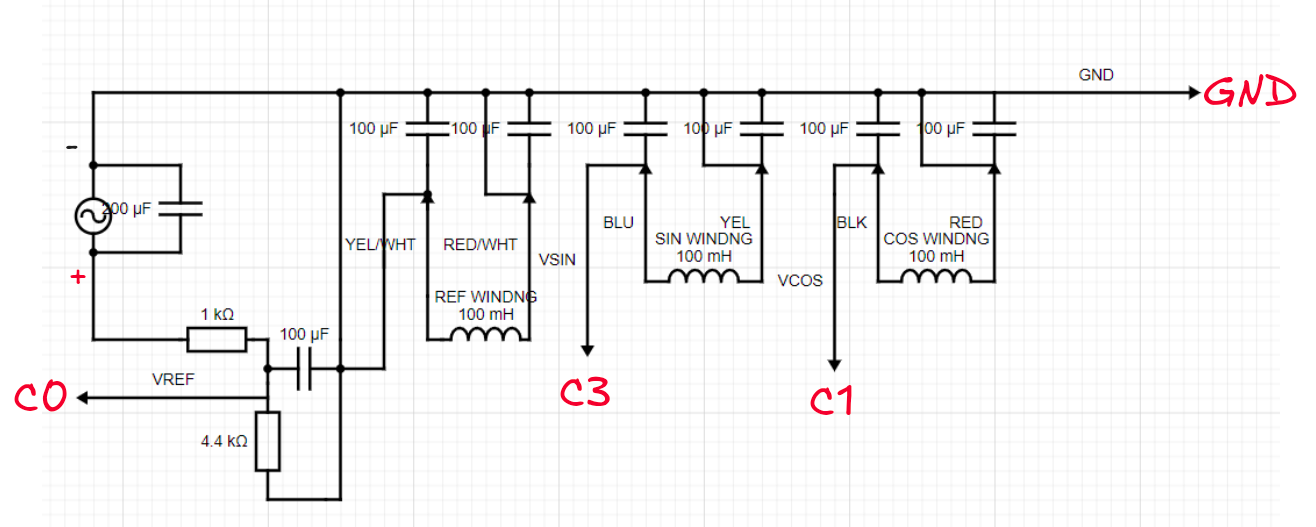 GND
GND
100 µF
100 µF
100 µF
100 µF
100 µF
100 µF
-
200 µF
+
BLU
YEL
BLK
RED
YEL/WHT
RED/WHT
SIN WINDNG
100 mH
COS WINDNG
100 mH
VSIN
VCOS
REF WINDNG
100 mH
1 kΩ
100 µF
VREF
C0
C3
C1
4.4 kΩ